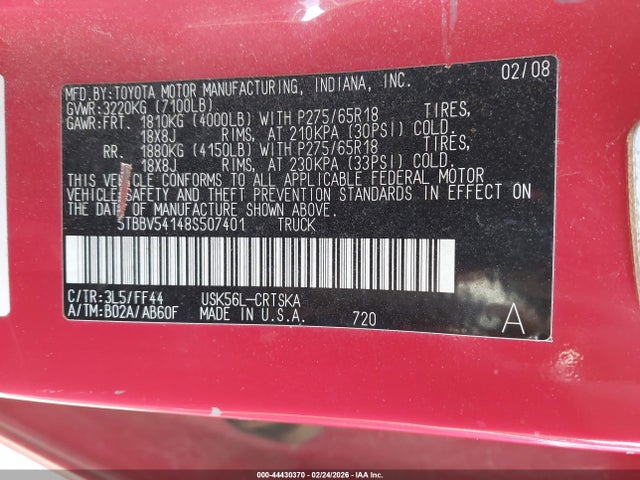 MFD.BY:TOYOTA MOTOR MANUFACTURING, INDIANA, INC. 02/08
GVWR:3220KG (7100LB)
GAWR:FRT. 1810KG (4000LB) WITH P275/65R18 TIRES,
18X8J RIMS, AT 210KPA (30PSI) COLD.
RR. 1880KG (4150LB) WITH P275/65R18 TIRES,
18X8J RIMS, AT 230KPA (33PSI) COLD.
THIS VEHICLE CONFORMS TO ALL APPLICABLE FEDERAL MOTOR
VEHICLE SAFETY AND THEFT PREVENTION STANDARDS IN EFFECT ON
THE DATE OF MANUFACTURE SHOWN ABOVE.
5TBBV54148S507401 TRUCK
C/TR:3L5/FF44 USK56L-CRTSKA
A/TM:B02A/AB60F MADE IN U.S.A. 720 A
000-44430370 - 02/24/2026 - COPYRIGHT IAA, LLC.